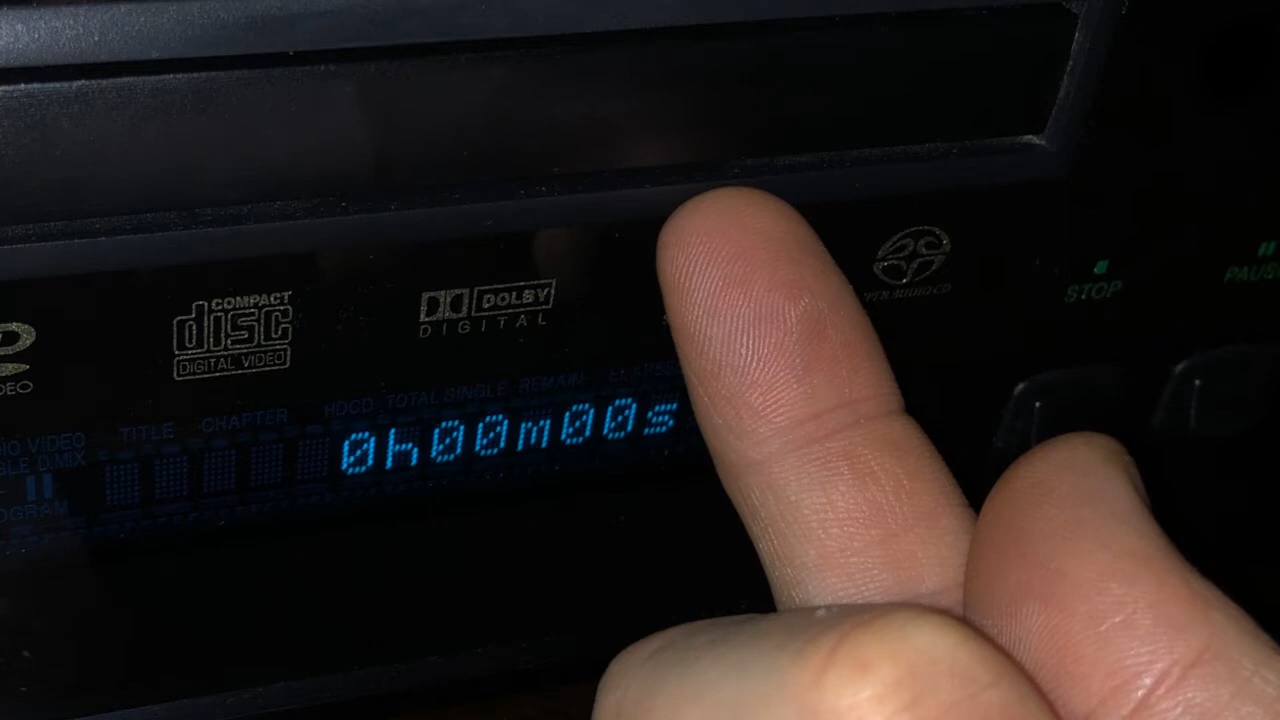 COMPACT
disc
DIGITAL VIDEO
DOLBY
DIGITAL
STOP
TITLE
CHAPTER
HDCD
TOTAL SINGLE REMAIN
0h00m00s